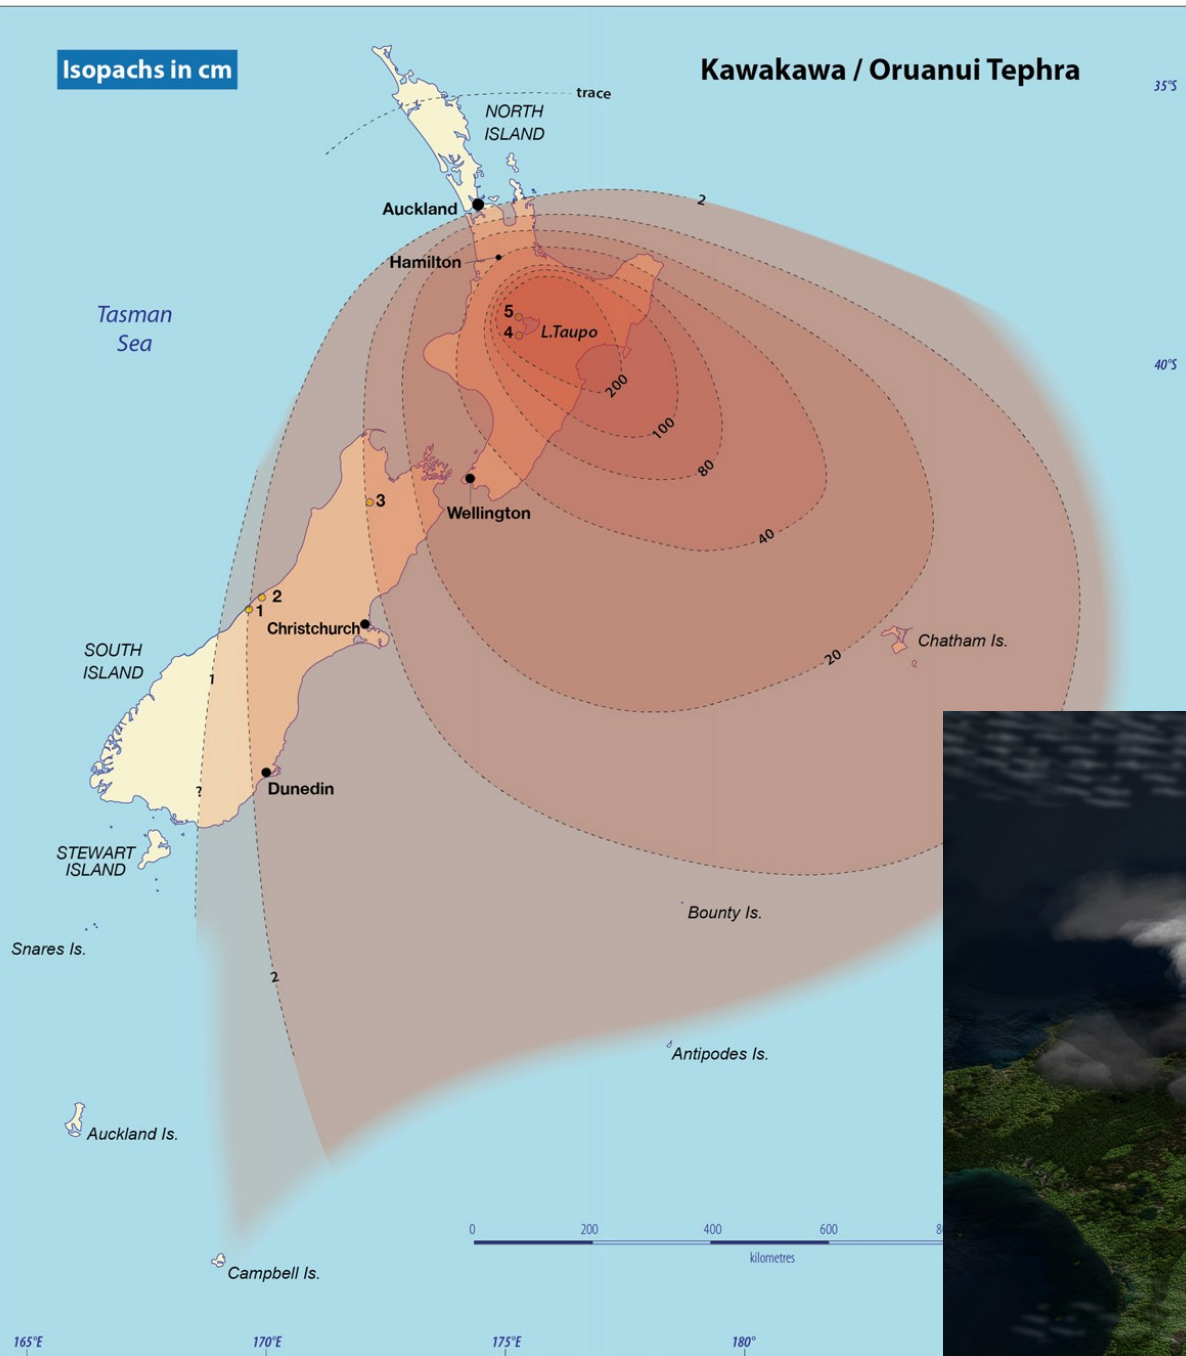 Isopachs in cm
Kawakawa / Oruanui Tephra
35°S
trace
NORTH
ISLAND
2
Auckland
Hamilton
Tasman
Sea
5
4
L.Taupo
40°S
200
100
80
3
Wellington
40
2
1
Christchurch
SOUTH
ISLAND
1
20
Chatham Is.
?
Dunedin
STEWART
ISLAND
Bounty Is.
Snares Is.
2
Antipodes Is.
Auckland Is.
0
200
400
600
8
kilometres
Campbell Is.
165°E
170°E
175°E
180°